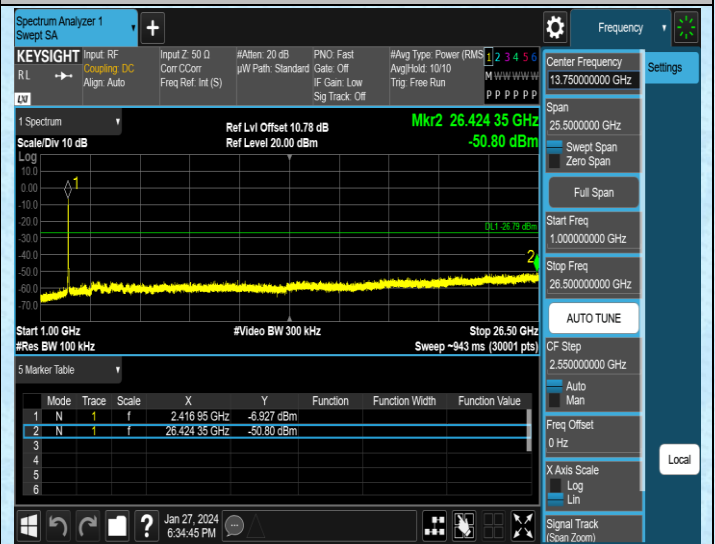 Spectrum Analyzer 1
Swept SA
+
Frequency
KEYSIGHT
RL
LXI
Input: RF
Coupling: DC
Align: Auto
Input Z: 50 Ω
Corr CCorr
Freq Ref: Int (S)
#Atten: 20 dB
µW Path: Standard
PNO: Fast
Gate: Off
IF Gain: Low
Sig Track: Off
#Avg Type: Power (RMS
Avg|Hold: 10/10
Trig: Free Run
1 2 3 4 5 6
M W W W W W
P P P P P P
1 Spectrum
Scale/Div 10 dB
Ref Lvl Offset 10.78 dB
Ref Level 20.00 dBm
Mkr2 26.424 35 GHz
-50.80 dBm
Log
10.0
0.00
-10.0
-20.0
-30.0
-40.0
-50.0
-60.0
-70.0
1
DL1 -26.79 dBm
2
Start 1.00 GHz
#Res BW 100 kHz
#Video BW 300 kHz
Stop 26.50 GHz
Sweep ~943 ms (30001 pts)
5 Marker Table
Mode Trace Scale X Y Function Function Width Function Value
1 N 1 f 2.416 95 GHz -6.927 dBm
2 N 1 f 26.424 35 GHz -50.80 dBm
3
4
5
6
?
Jan 27, 2024
6:34:45 PM
Center Frequency
13.750000000 GHz
Settings
Span
25.5000000 GHz
Swept Span
Zero Span
Full Span
Start Freq
1.000000000 GHz
Stop Freq
26.500000000 GHz
AUTO TUNE
CF Step
2.550000000 GHz
Auto
Man
Freq Offset
0 Hz
X Axis Scale
Log
Lin
Local
Signal Track
(Span Zoom)